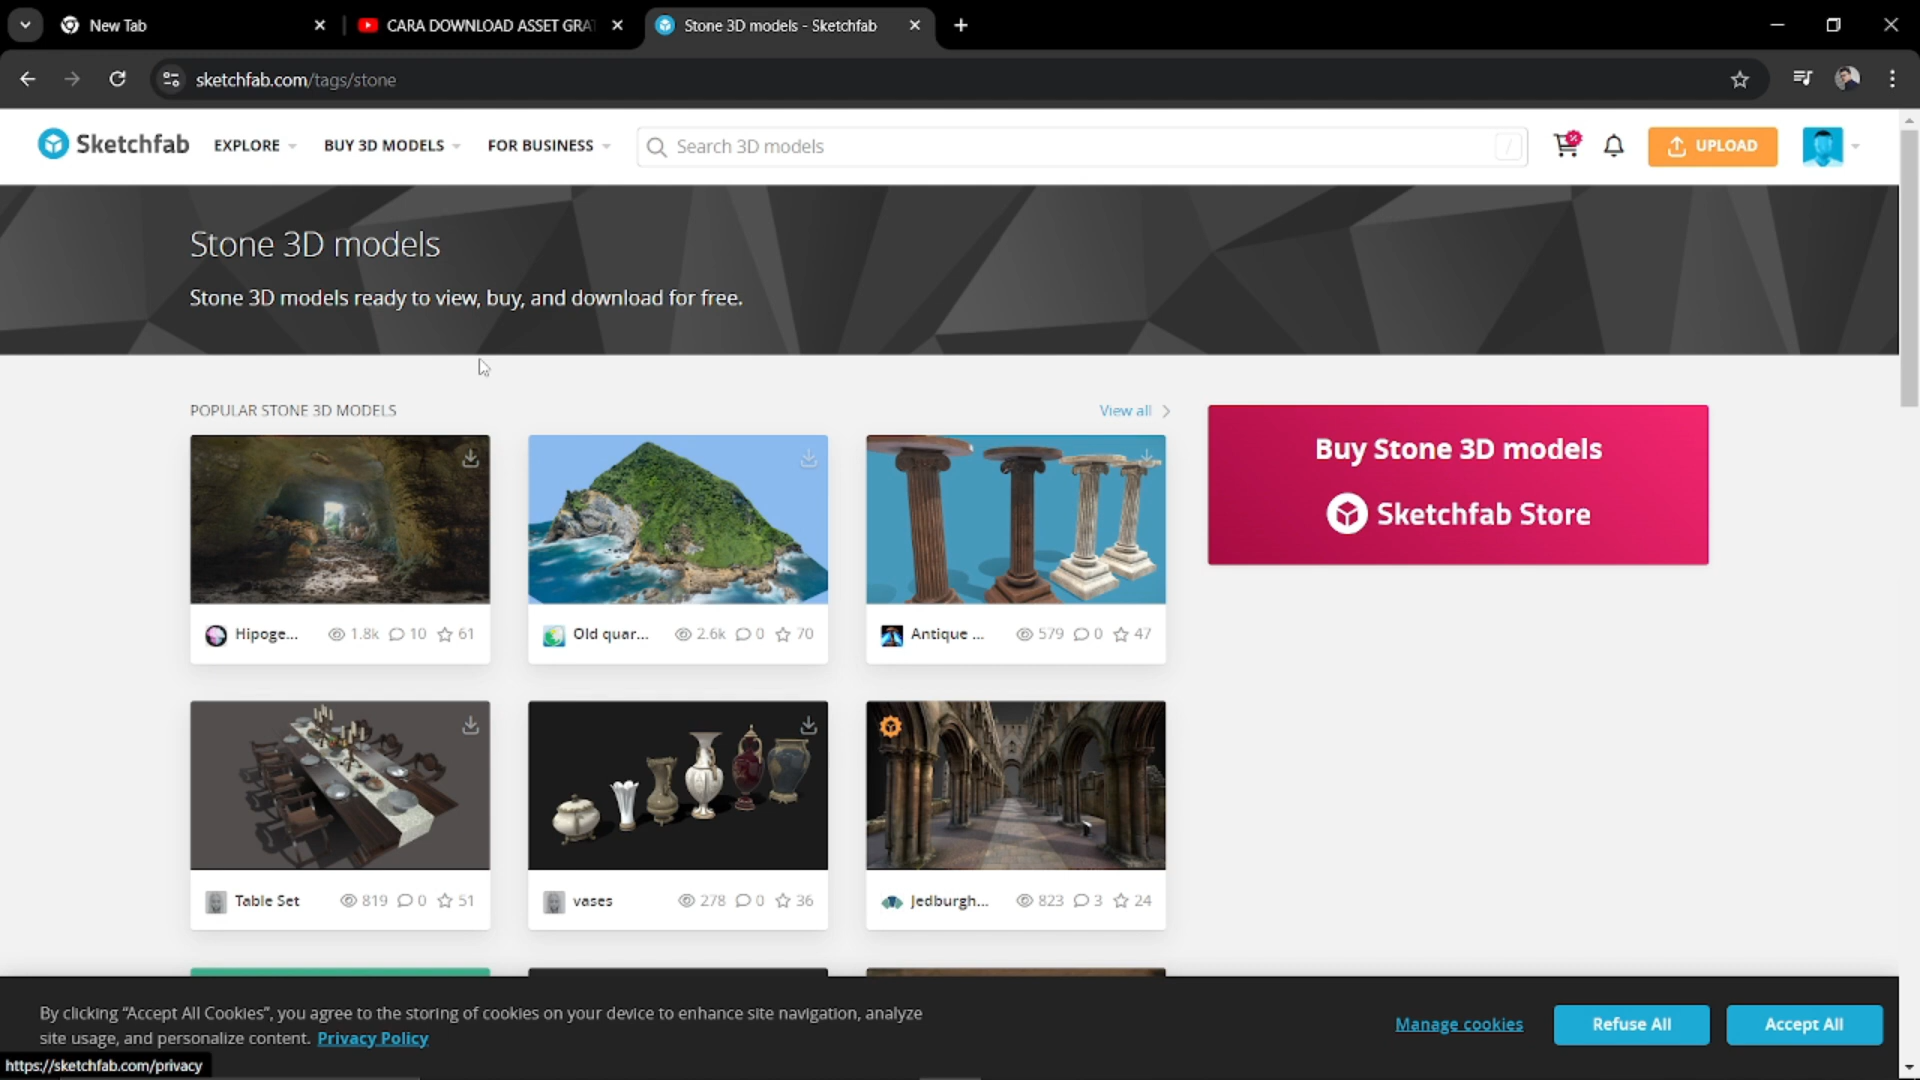 New Tab
CARA DOWNLOAD ASSET GRA
Stone 3D models - Sketchfab
sketchfab.com/tags/stone
Sketchfab
EXPLORE
BUY 3D MODELS
FOR BUSINESS
Search 3D models
/
UPLOAD
Stone 3D models
Stone 3D models ready to view, buy, and download for free.
POPULAR STONE 3D MODELS
View all
Buy Stone 3D models
Sketchfab Store
Hipoge... 1.8k 10 61
Old quar... 2.6k 0 70
Antique ... 579 0 47
Table Set 819 0 51
vases 278 0 36
Jedburgh... 823 3 24
By clicking “Accept All Cookies”, you agree to the storing of cookies on your device to enhance site navigation, analyze
site usage, and personalize content. Privacy Policy
Manage cookies
Refuse All
Accept All
https://sketchfab.com/privacy